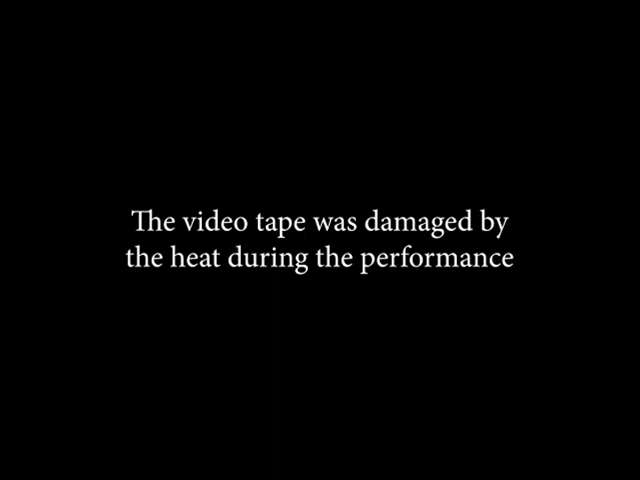 The video tape was damaged by
the heat during the performance